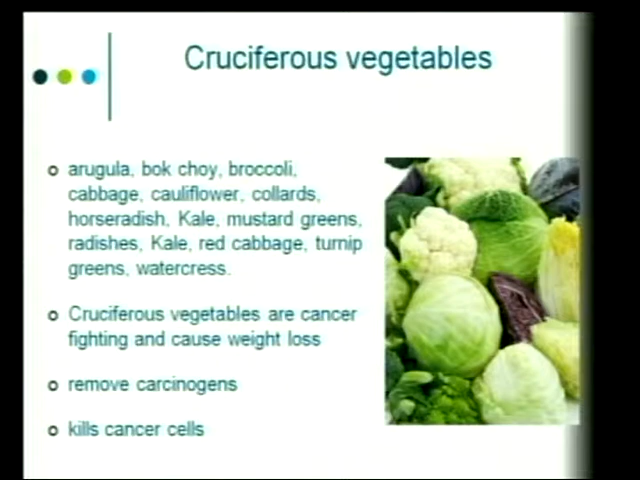 Cruciferous vegetables
arugula, bok choy, broccoli,
cabbage, cauliflower, collards,
horseradish, Kale, mustard greens,
radishes, Kale, red cabbage, turnip
greens, watercress.
Cruciferous vegetables are cancer
fighting and cause weight loss
remove carcinogens
kills cancer cells